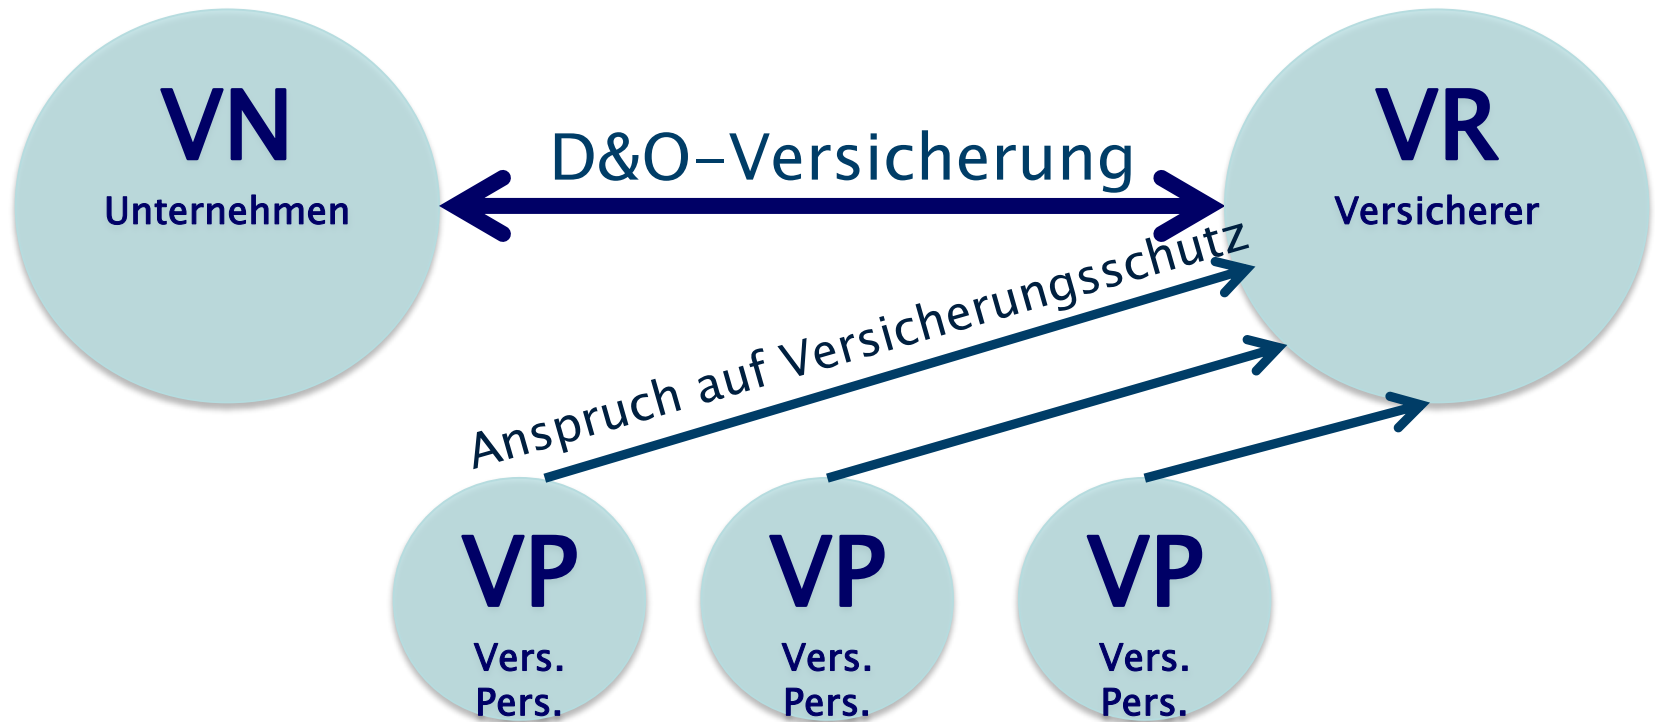 VN
Unternehmen
D&O-Versicherung
VR
Versicherer
Anspruch auf Versicherungsschutz
VP
Vers.
Pers.
VP
Vers.
Pers.
VP
Vers.
Pers.